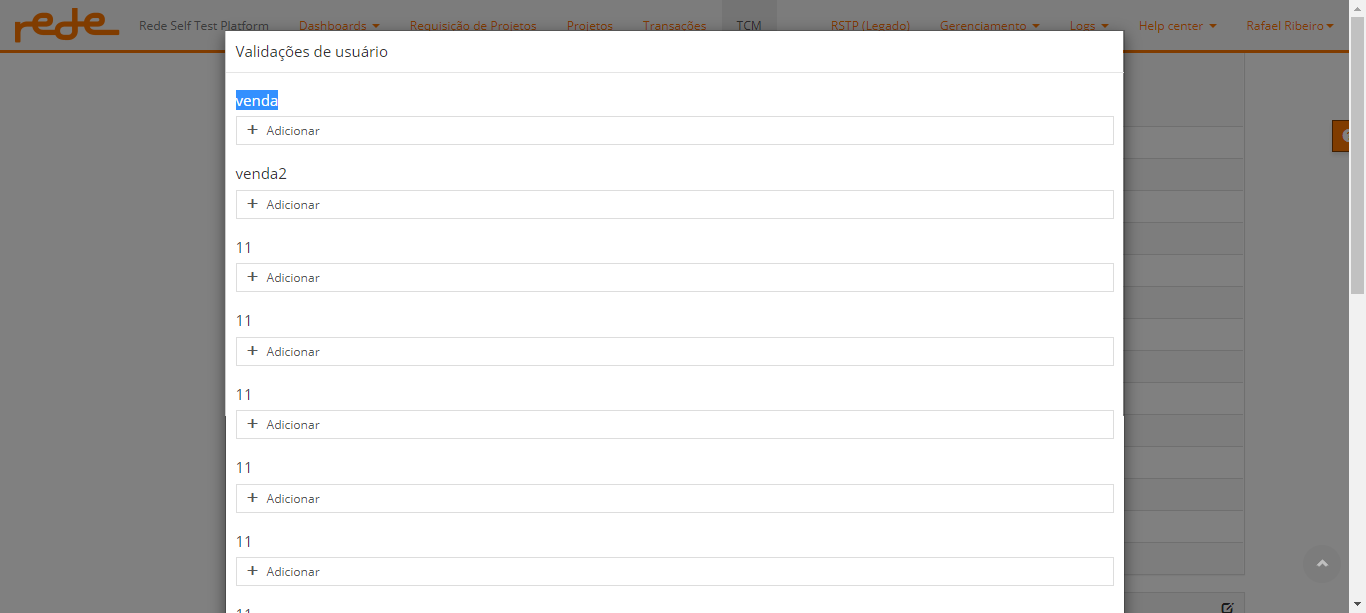 rede Rede Self Test Platform Dashboards Requisição de Projetos Projetos Transações TCM RSTP (Legado) Gerenciamento Logs Help center Rafael Ribeiro
Validações de usuário
venda
+ Adicionar
venda2
+ Adicionar
11
+ Adicionar
11
+ Adicionar
11
+ Adicionar
11
+ Adicionar
11
+ Adicionar
11